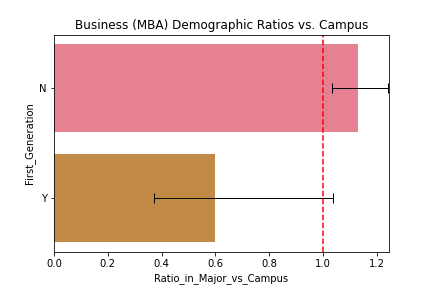 Business (MBA) Demographic Ratios vs. Campus
First_Generation
N
Y
0.0 0.2 0.4 0.6 0.8 1.0 1.2
Ratio_in_Major_vs_Campus